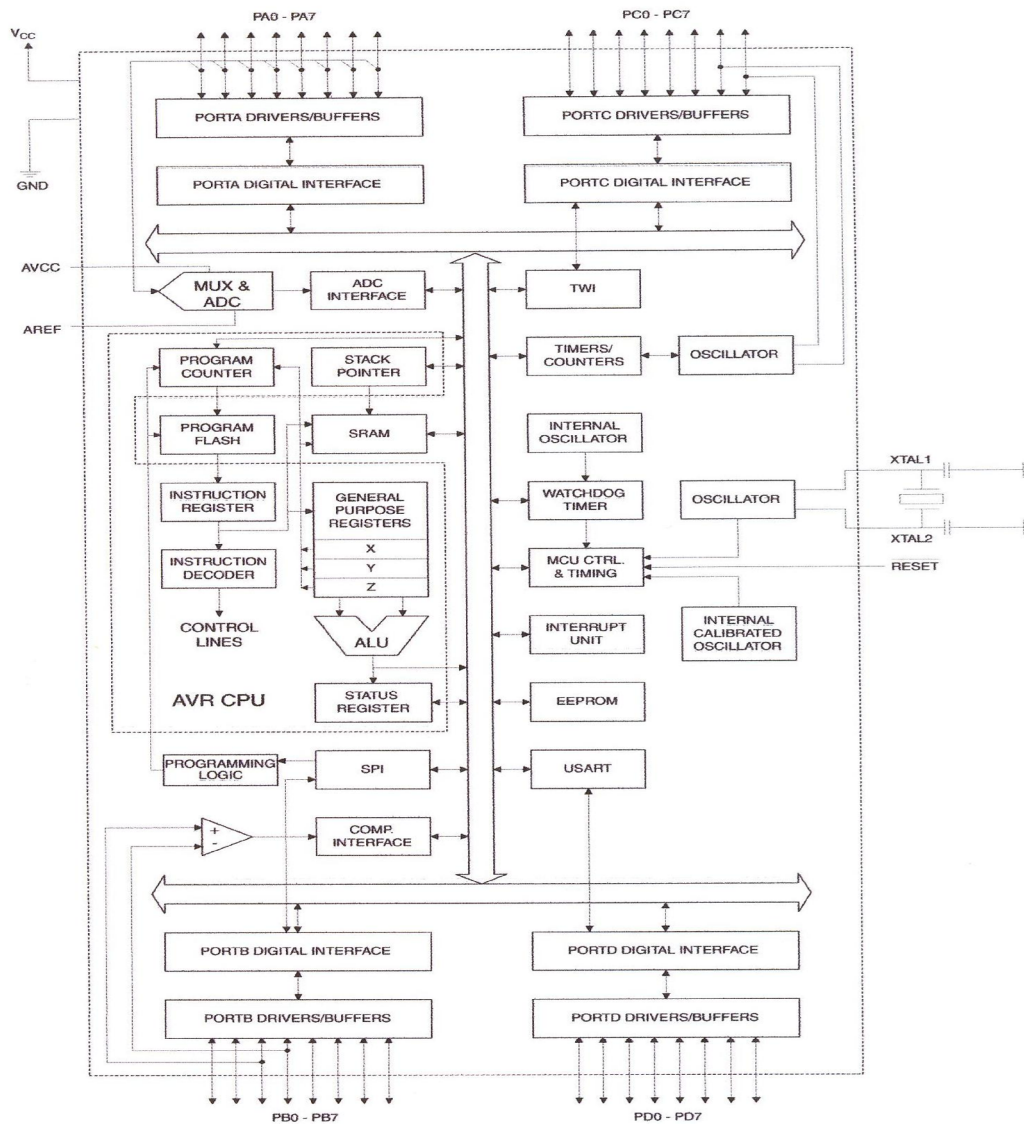 PA0 - PA7
PC0 - PC7
VCC
PORTA DRIVERS/BUFFERS
PORTC DRIVERS/BUFFERS
GND
PORTA DIGITAL INTERFACE
PORTC DIGITAL INTERFACE
AVCC
MUX &
ADC
ADC
INTERFACE
TWI
AREF
PROGRAM
COUNTER
STACK
POINTER
TIMERS/
COUNTERS
OSCILLATOR
PROGRAM
FLASH
SRAM
INTERNAL
OSCILLATOR
XTAL1
INSTRUCTION
REGISTER
GENERAL
PURPOSE
REGISTERS
X
Y
Z
WATCHDOG
TIMER
OSCILLATOR
XTAL2
INSTRUCTION
DECODER
MCU CTRL.
& TIMING
RESET
CONTROL
LINES
ALU
INTERRUPT
UNIT
INTERNAL
CALIBRATED
OSCILLATOR
AVR CPU
STATUS
REGISTER
EEPROM
PROGRAMMING
LOGIC
SPI
USART
+
-
COMP.
INTERFACE
PORTB DIGITAL INTERFACE
PORTD DIGITAL INTERFACE
PORTB DRIVERS/BUFFERS
PORTD DRIVERS/BUFFERS
PB0 - PB7
PD0 - PD7